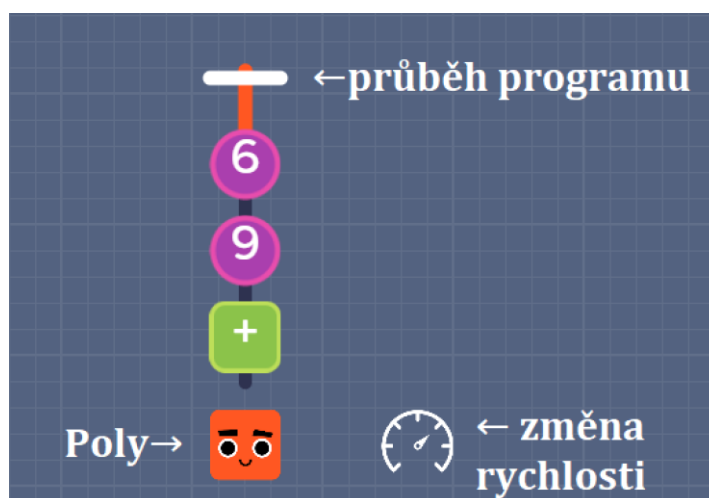 ←průběh programu
6
9
+
Poly→
← změna
rychlosti